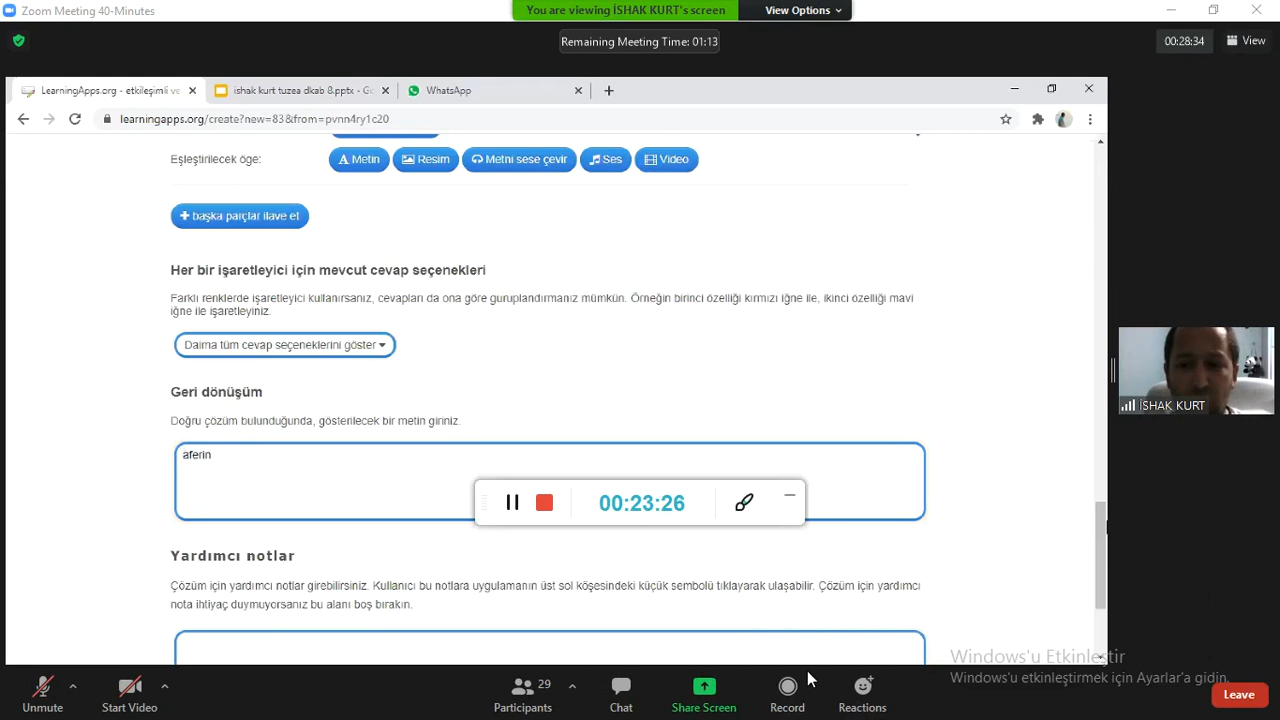 Zoom Meeting 40-Minutes
You are viewing İSHAK KURT's screen
View Options
Remaining Meeting Time: 01:13
00:28:34
View
LearningApps.org - etkileşimli ve
ishak kurt tuzea dkab 8.pptx - Go
WhatsApp
learningapps.org/create?new=83&from=pvnn4ry1c20
Eşleştirilecek öge:
Metin
Resim
Metni sese çevir
Ses
Video
+ başka parçlar ilave et
Her bir işaretleyici için mevcut cevap seçenekleri
Farklı renklerde işaretleyici kullanırsanız, cevapları da ona göre guruplandırmanız mümkün. Örneğin birinci özelliği kırmızı iğne ile, ikinci özelliği mavi
iğne ile işaretleyiniz.
Daima tüm cevap seçeneklerini göster
Geri dönüşüm
Doğru çözüm bulunduğunda, gösterilecek bir metin giriniz.
aferin
00:23:26
Yardımcı notlar
Çözüm için yardımcı notlar girebilirsiniz. Kullanıcı bu notlara uygulamanın üst sol köşesindeki küçük sembolü tıklayarak ulaşabilir. Çözüm için yardımcı
nota ihtiyaç duymuyorsanız bu alanı boş bırakın.
İSHAK KURT
Windows'u Etkinleştir
Windows'u etkinleştirmek için Ayarlar'a gidin.
Unmute
Start Video
29
Participants
Chat
Share Screen
Record
Reactions
Leave